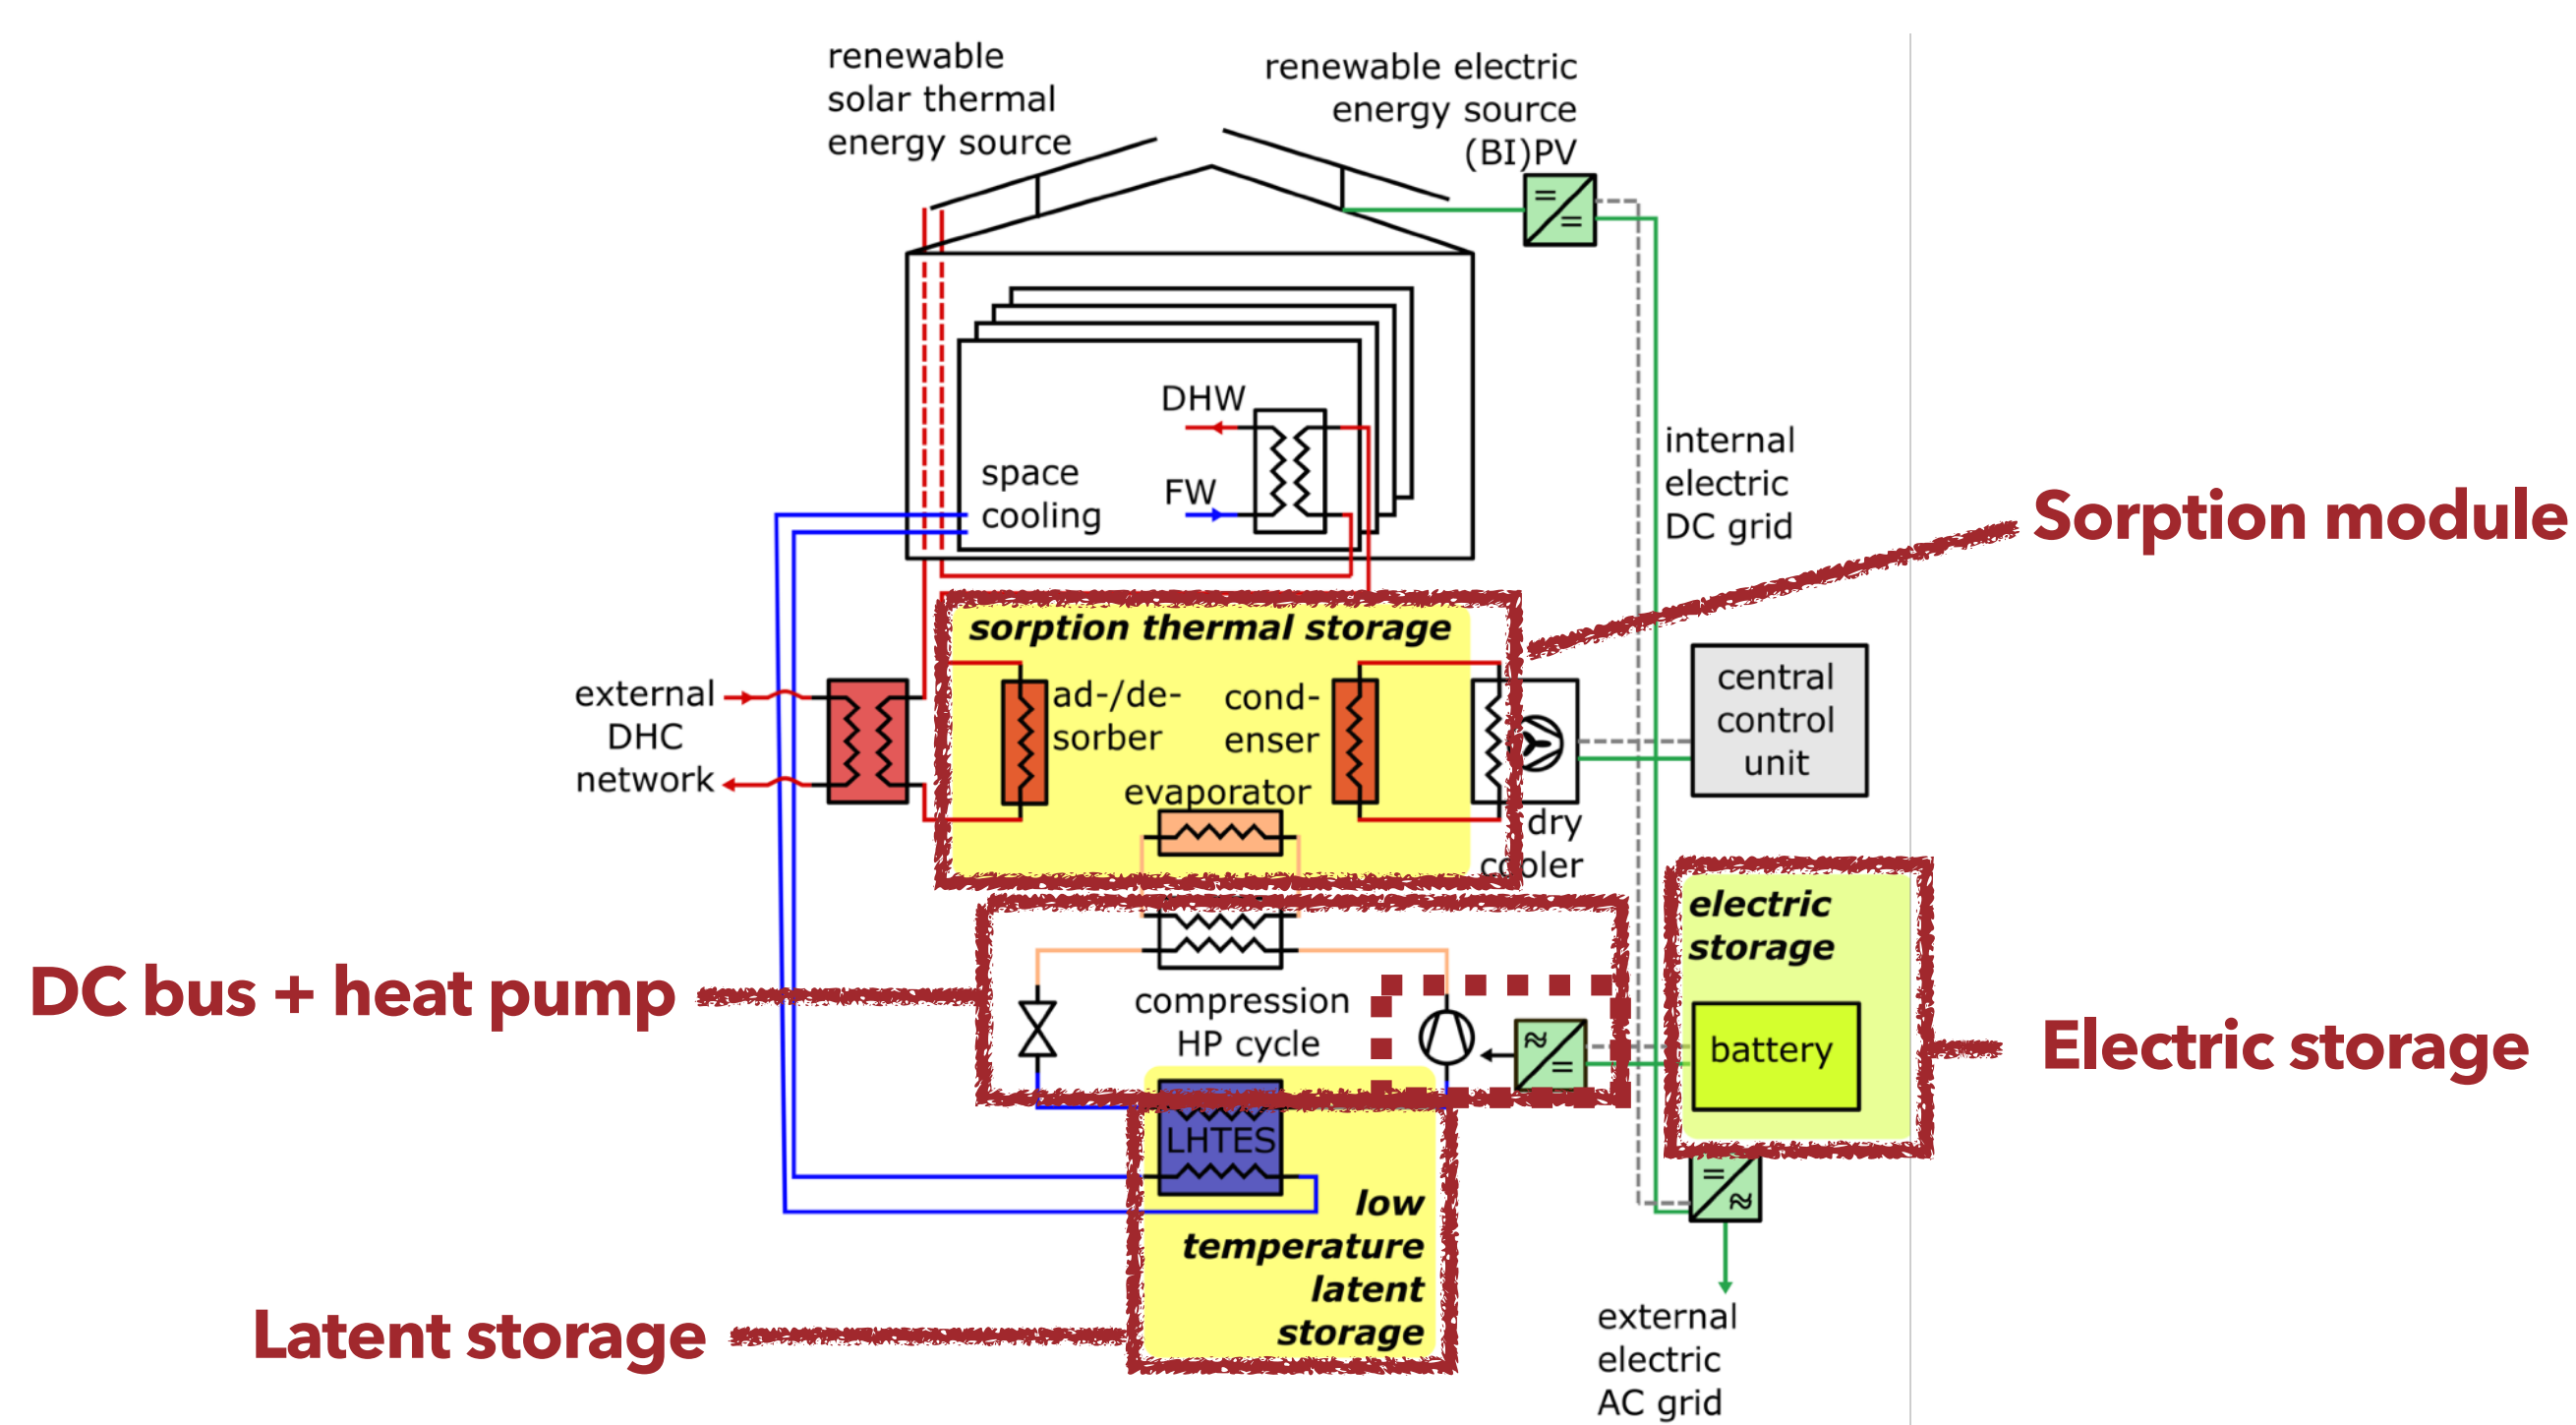 renewable
solar thermal
energy source
renewable electric
energy source
(BI)PV
DHW
FW
space
cooling
internal
electric
DC grid
Sorption module
sorption thermal storage
external
DHC
network
ad-/de-
sorber
cond-
enser
evaporator
dry
cooler
central
control
unit
electric
storage
battery
DC bus + heat pump
compression
HP cycle
Electric storage
LHTES
low
temperature
latent
storage
Latent storage
external
electric
AC grid